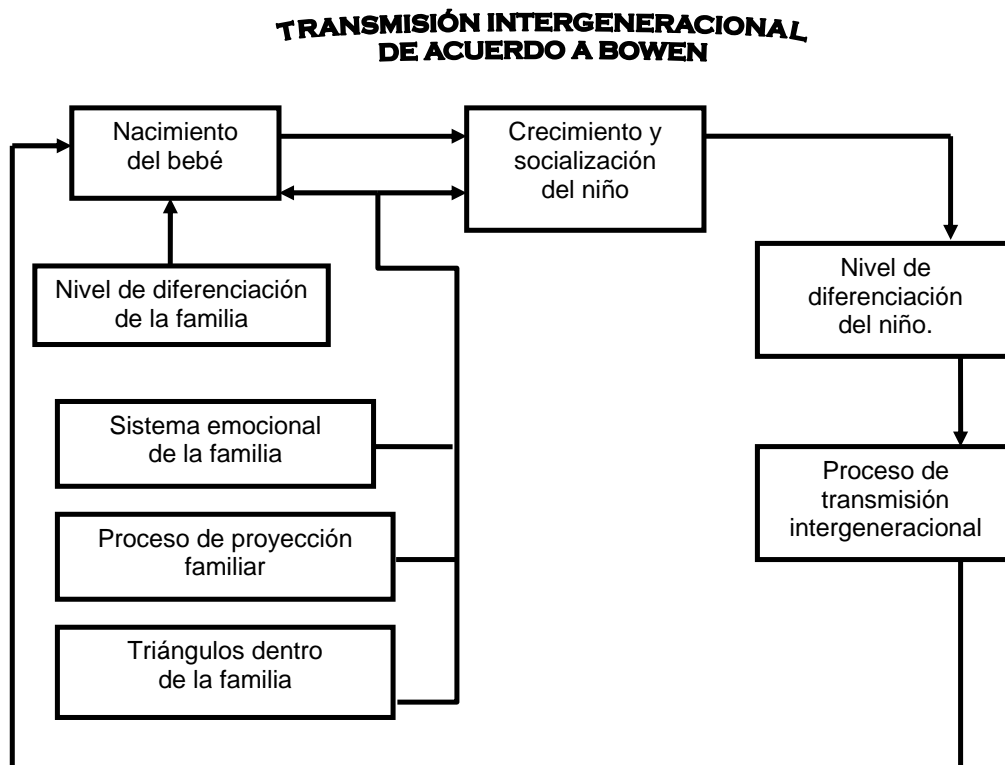 TRANSMISIÓN INTERGENERACIONAL
DE ACUERDO A BOWEN
Nacimiento
del bebé
Crecimiento y
socialización
del niño
Nivel de diferenciación
de la familia
Nivel de
diferenciación
del niño.
Sistema emocional
de la familia
Proceso de
transmisión
intergeneracional
Proceso de proyección
familiar
Triángulos dentro
de la familia